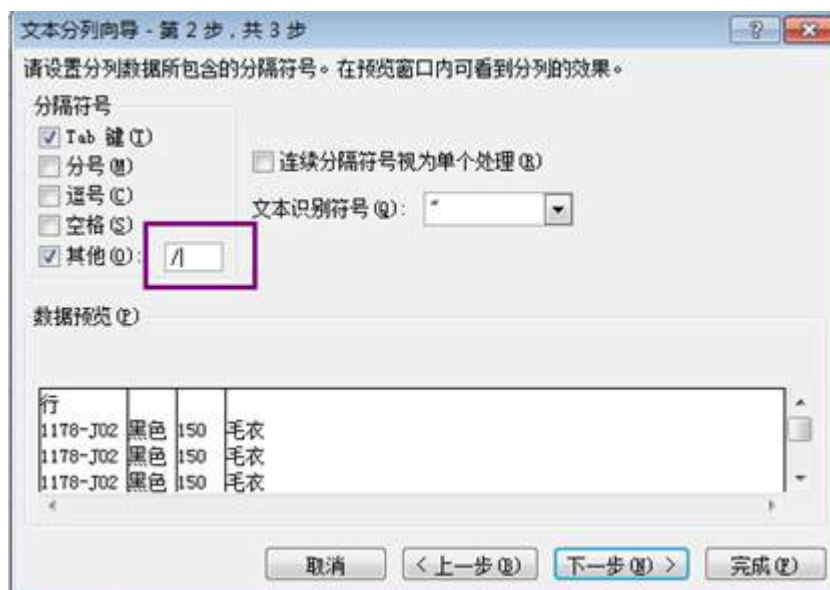 文本分列向导 - 第 2 步，共 3 步
请设置分列数据所包含的分隔符号。在预览窗口内可看到分列的效果。
分隔符号
Tab 键(T)
分号(M)
逗号(C)
空格(S)
其他(O): /
连续分隔符号视为单个处理(R)
文本识别符号(Q): "
数据预览(P)
行
1178-J02 黑色 150 毛衣
1178-J02 黑色 150 毛衣
1178-J02 黑色 150 毛衣
取消 < 上一步(B) 下一步(N) > 完成(F)